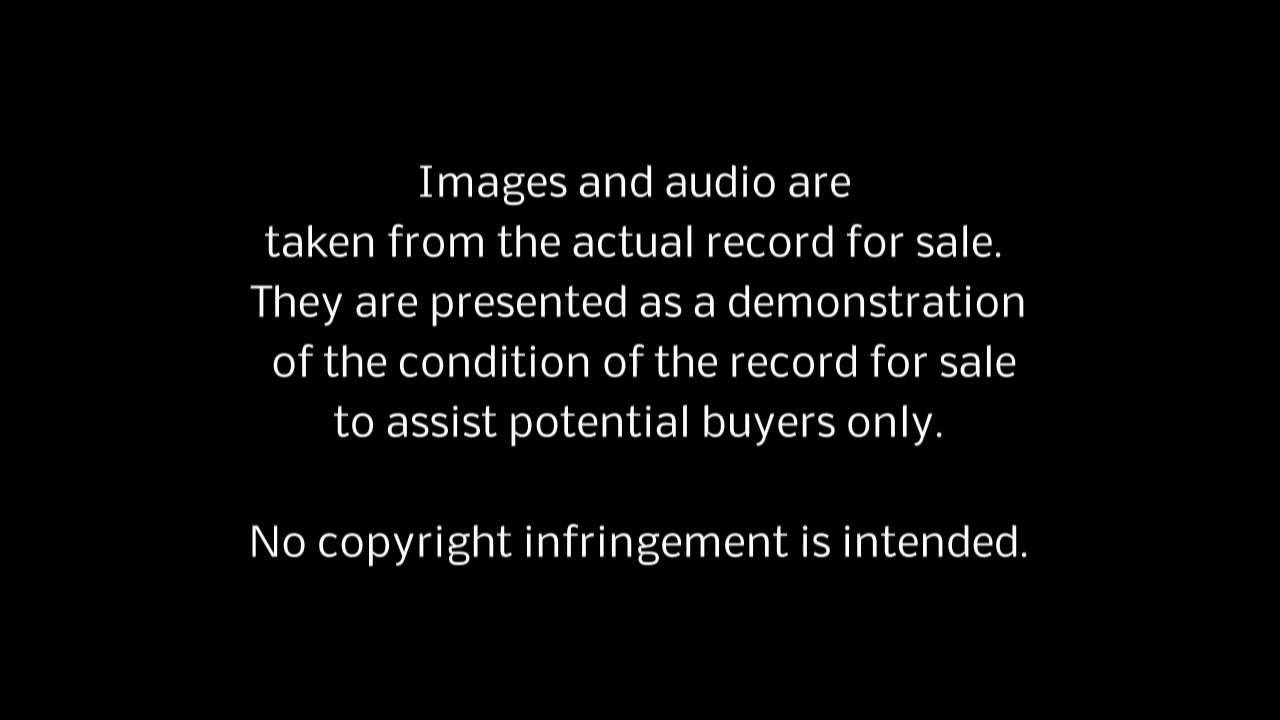 Images and audio are
taken from the actual record for sale.
They are presented as a demonstration
of the condition of the record for sale
to assist potential buyers only.
No copyright infringement is intended.